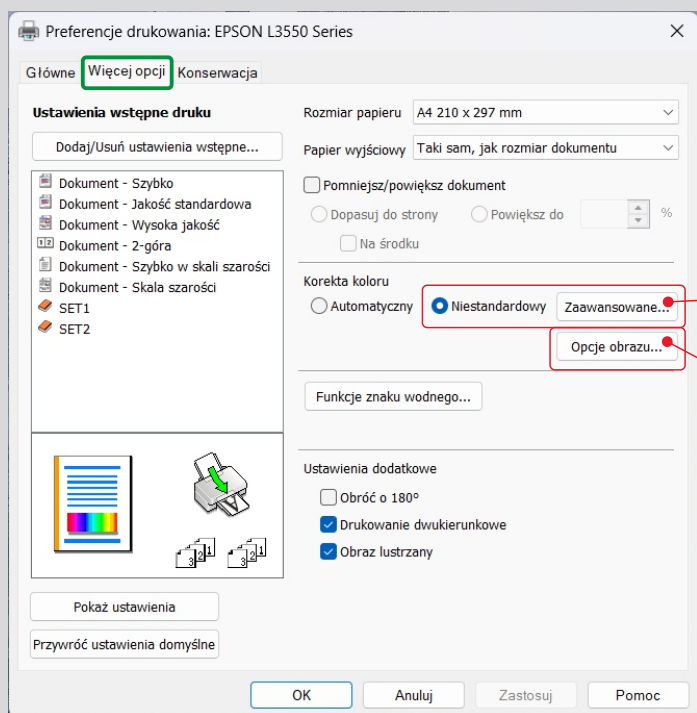 Preferencje drukowania: EPSON L3550 Series
Główne Więcej opcji Konserwacja
Ustawienia wstępne druku
Dodaj/Usuń ustawienia wstępne...
Dokument - Szybko
Dokument - Jakość standardowa
Dokument - Wysoka jakość
Dokument - 2-góra
Dokument - Szybko w skali szarości
Dokument - Skala szarości
SET1
SET2
Pokaż ustawienia
Przywróć ustawienia domyślne
Rozmiar papieru A4 210 x 297 mm
Papier wyjściowy Taki sam, jak rozmiar dokumentu
Pomniejsz/powiększ dokument
Dopasuj do strony Powiększ do %
Na środku
Korekta koloru
Automatyczny Niestandardowy Zaawansowane...
Opcje obrazu...
Funkcje znaku wodnego...
Ustawienia dodatkowe
Obróć o 180º
Drukowanie dwukierunkowe
Obraz lustrzany
OK Anuluj Zastosuj Pomoc